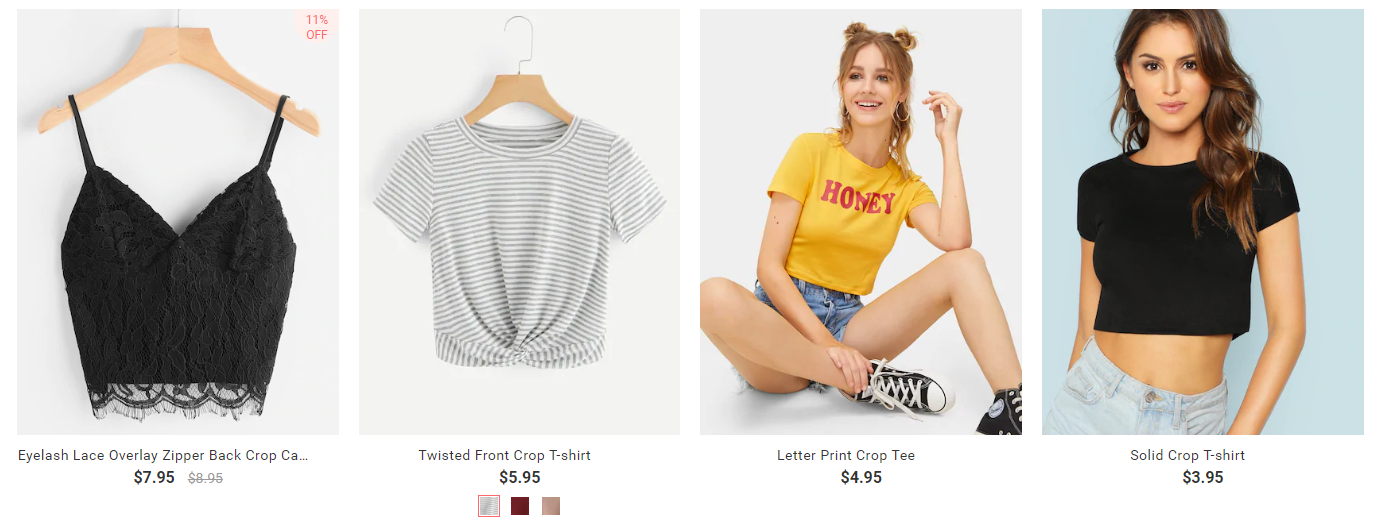 11%
OFF
HONEY
Eyelash Lace Overlay Zipper Back Crop Ca...
$7.95 $8.95
Twisted Front Crop T-shirt
$5.95
Letter Print Crop Tee
$4.95
Solid Crop T-shirt
$3.95